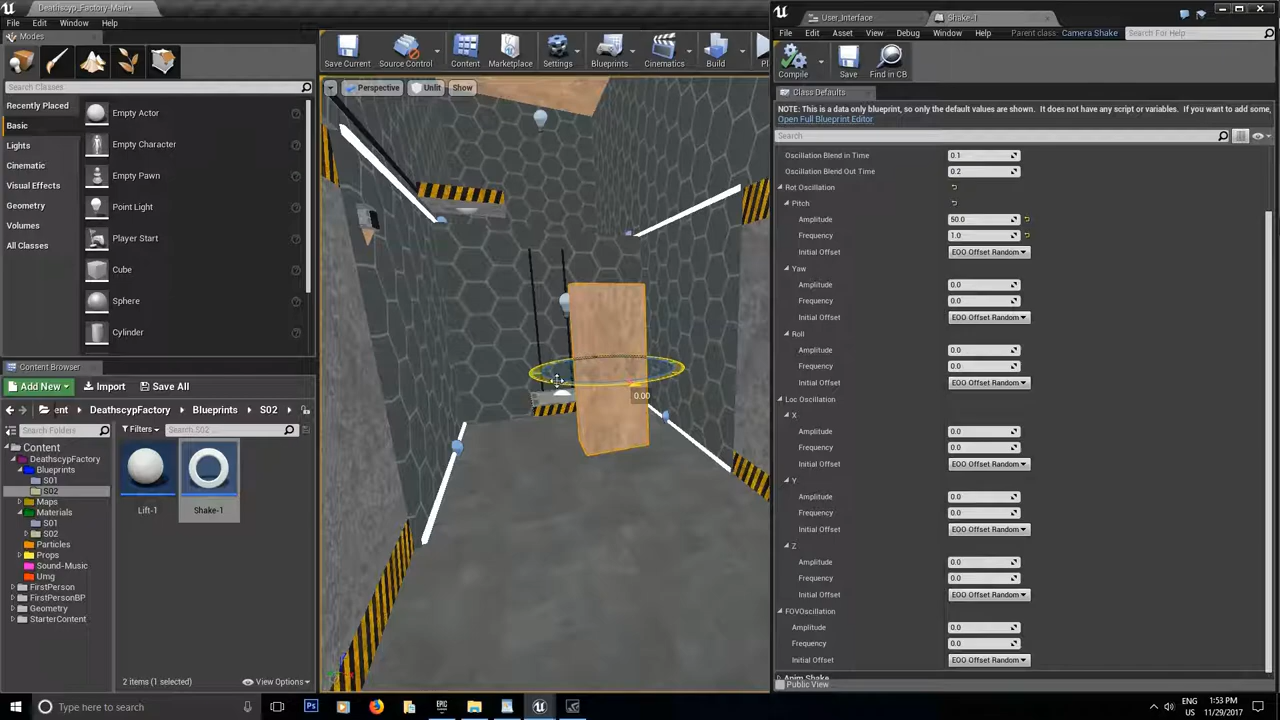 Deathscyp_Factory-Main*
File Edit Window Help
Modes
Search Classes
Recently Placed
Basic
Lights
Cinematic
Visual Effects
Geometry
Volumes
All Classes
Empty Actor
Empty Character
Empty Pawn
Point Light
Player Start
Cube
Sphere
Cylinder
Save Current
Source Control
Content
Marketplace
Settings
Blueprints
Cinematics
Build
Perspective
Unlit
Show
0.00
Content Browser
Add New
Import
Save All
DeathscypFactory
Blueprints
S02
Search Folders
Filters
Search S02
Content
DeathscypFactory
Blueprints
S01
S02
Maps
Materials
S01
S02
Particles
Props
Sound-Music
Umg
FirstPerson
FirstPersonBP
Geometry
StarterContent
Lift-1
Shake-1
2 items (1 selected)
View Options
User_Interface
Shake-1
File Edit Asset View Debug Window Help
Parent class: Camera Shake
Search For Help
Compile
Save
Find in CB
Class Defaults
NOTE: This is a data only blueprint, so only the default values are shown. It does not have any script or variables. If you want to add some,
Open Full Blueprint Editor
Search
Oscillation Blend in Time 0.1
Oscillation Blend Out Time 0.2
Rot Oscillation
Pitch
Amplitude 50.0
Frequency 1.0
Initial Offset EOO Offset Random
Yaw
Amplitude 0.0
Frequency 0.0
Initial Offset EOO Offset Random
Roll
Amplitude 0.0
Frequency 0.0
Initial Offset EOO Offset Random
Loc Oscillation
X
Amplitude 0.0
Frequency 0.0
Initial Offset EOO Offset Random
Y
Amplitude 0.0
Frequency 0.0
Initial Offset EOO Offset Random
Z
Amplitude 0.0
Frequency 0.0
Initial Offset EOO Offset Random
FOVOscillation
Amplitude 0.0
Frequency 0.0
Initial Offset EOO Offset Random
Anim Shake
Public View
Type here to search
Ps
EPIC
ENG
US
1:53 PM
11/29/2017